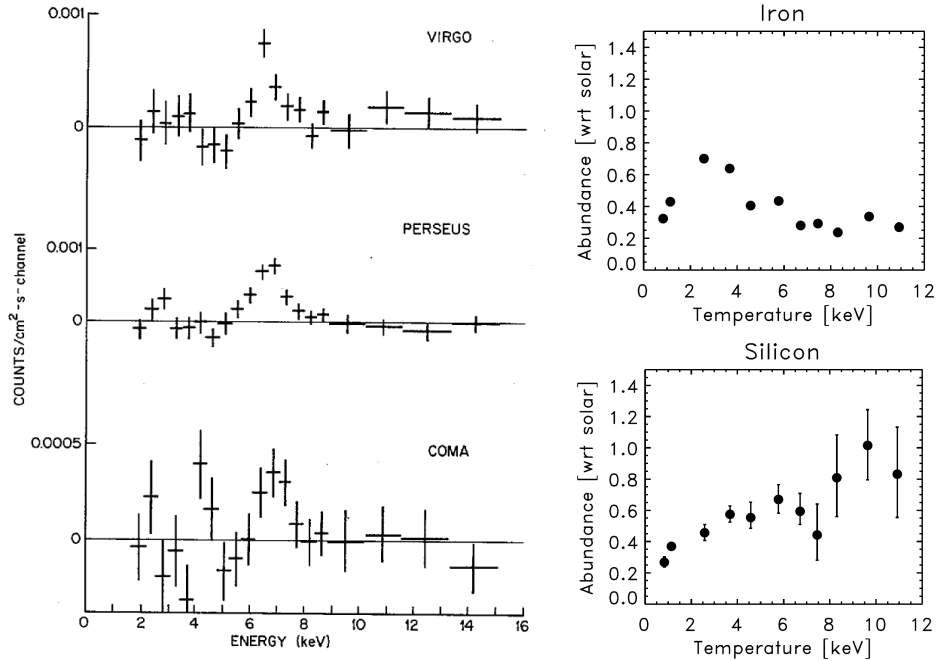 0.001
VIRGO
0
0.001
PERSEUS
0
COUNTS/cm²-s-channel
0.0005
COMA
0
0 2 4 6 8 10 12 14 16
ENERGY (keV)
Iron
1.4
1.2
1.0
0.8
0.6
0.4
0.2
0.0
Abundance [wrt solar]
0 2 4 6 8 10 12
Temperature [keV]
Silicon
1.4
1.2
1.0
0.8
0.6
0.4
0.2
0.0
Abundance [wrt solar]
0 2 4 6 8 10 12
Temperature [keV]